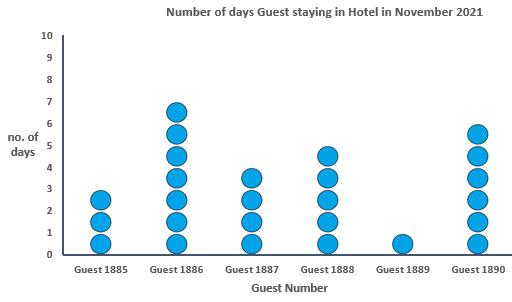 Number of days Guest staying in Hotel in November 2021
10
9
8
7
6
5
4
3
2
1
0
no. of
days
Guest 1885 Guest 1886 Guest 1887 Guest 1888 Guest 1889 Guest 1890
Guest Number